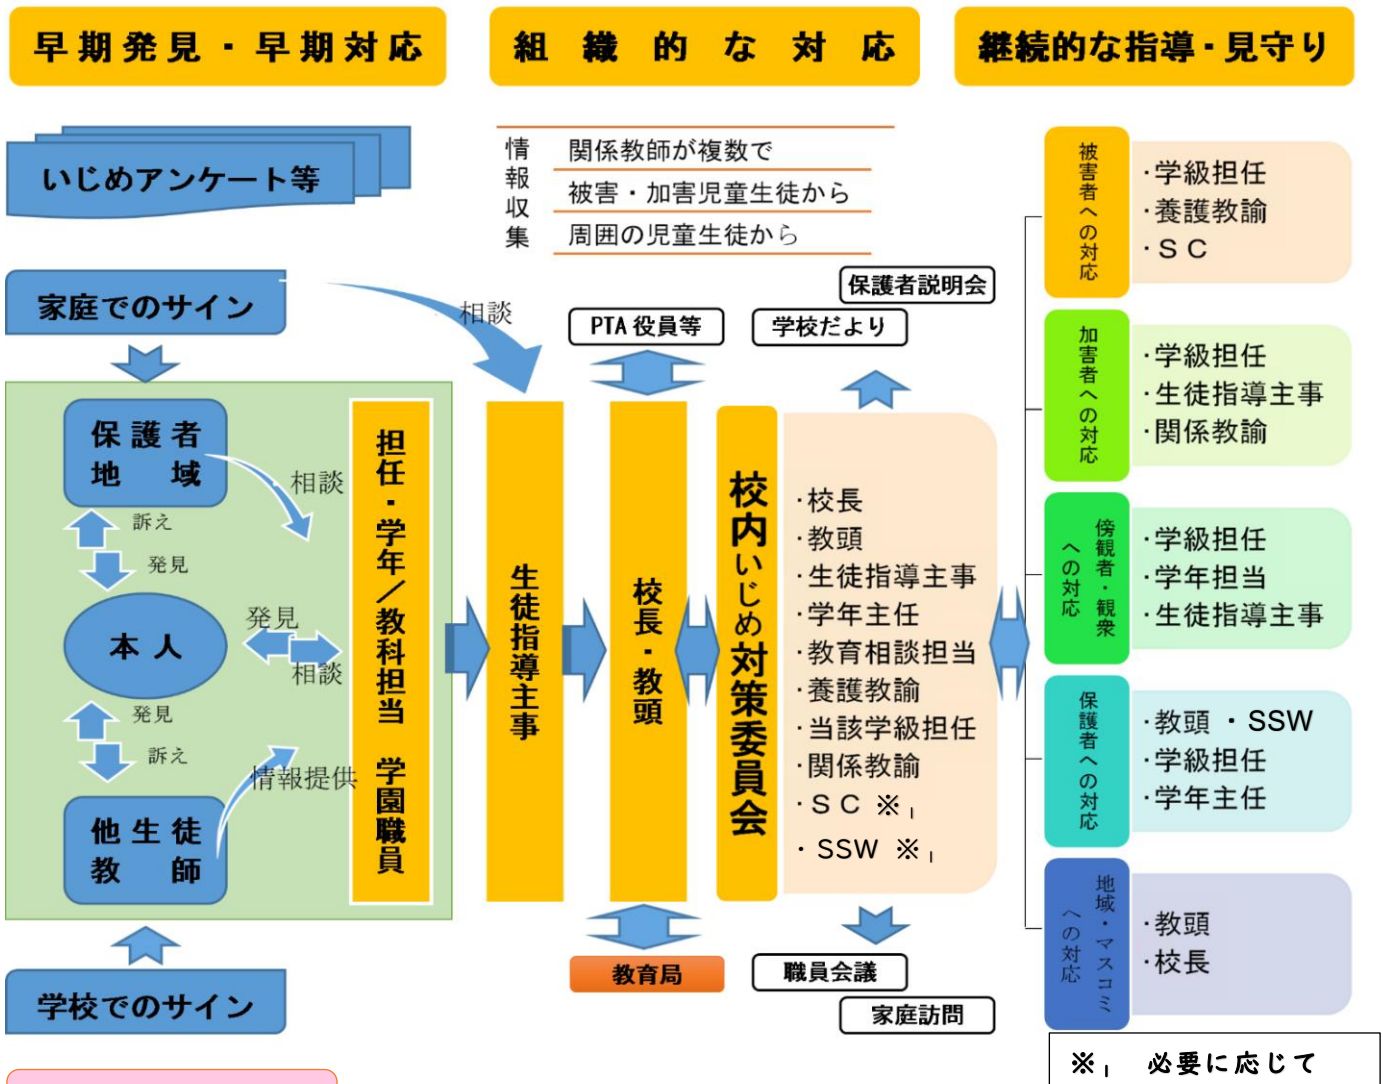 早期発見・早期対応
組織的な対応
継続的な指導・見守り
いじめアンケート等
家庭でのサイン
相談
保護者
地域
相談
訴え
発見
本人
発見
相談
発見
訴え
情報提供
他生徒
教師
学校でのサイン
担任・学年／教科担当 学園職員
情報収集
関係教師が複数で
被害・加害児童生徒から
周囲の児童生徒から
保護者説明会
PTA 役員等
学校だより
生徒指導主事
校長・教頭
校内いじめ対策委員会
・校長
・教頭
・生徒指導主事
・学年主任
・教育相談担当
・養護教諭
・当該学級担任
・関係教諭
・ＳＣ ※1
・SSW ※1
教育局
職員会議
家庭訪問
被害者への対応
・学級担任
・養護教諭
・ＳＣ
加害者への対応
・学級担任
・生徒指導主事
・関係教諭
傍観者・観衆
への対応
・学級担任
・学年担当
・生徒指導主事
保護者への対応
・教頭 ・SSW
・学級担任
・学年主任
地域・マスコミ
への対応
・教頭
・校長
※1 必要に応じて